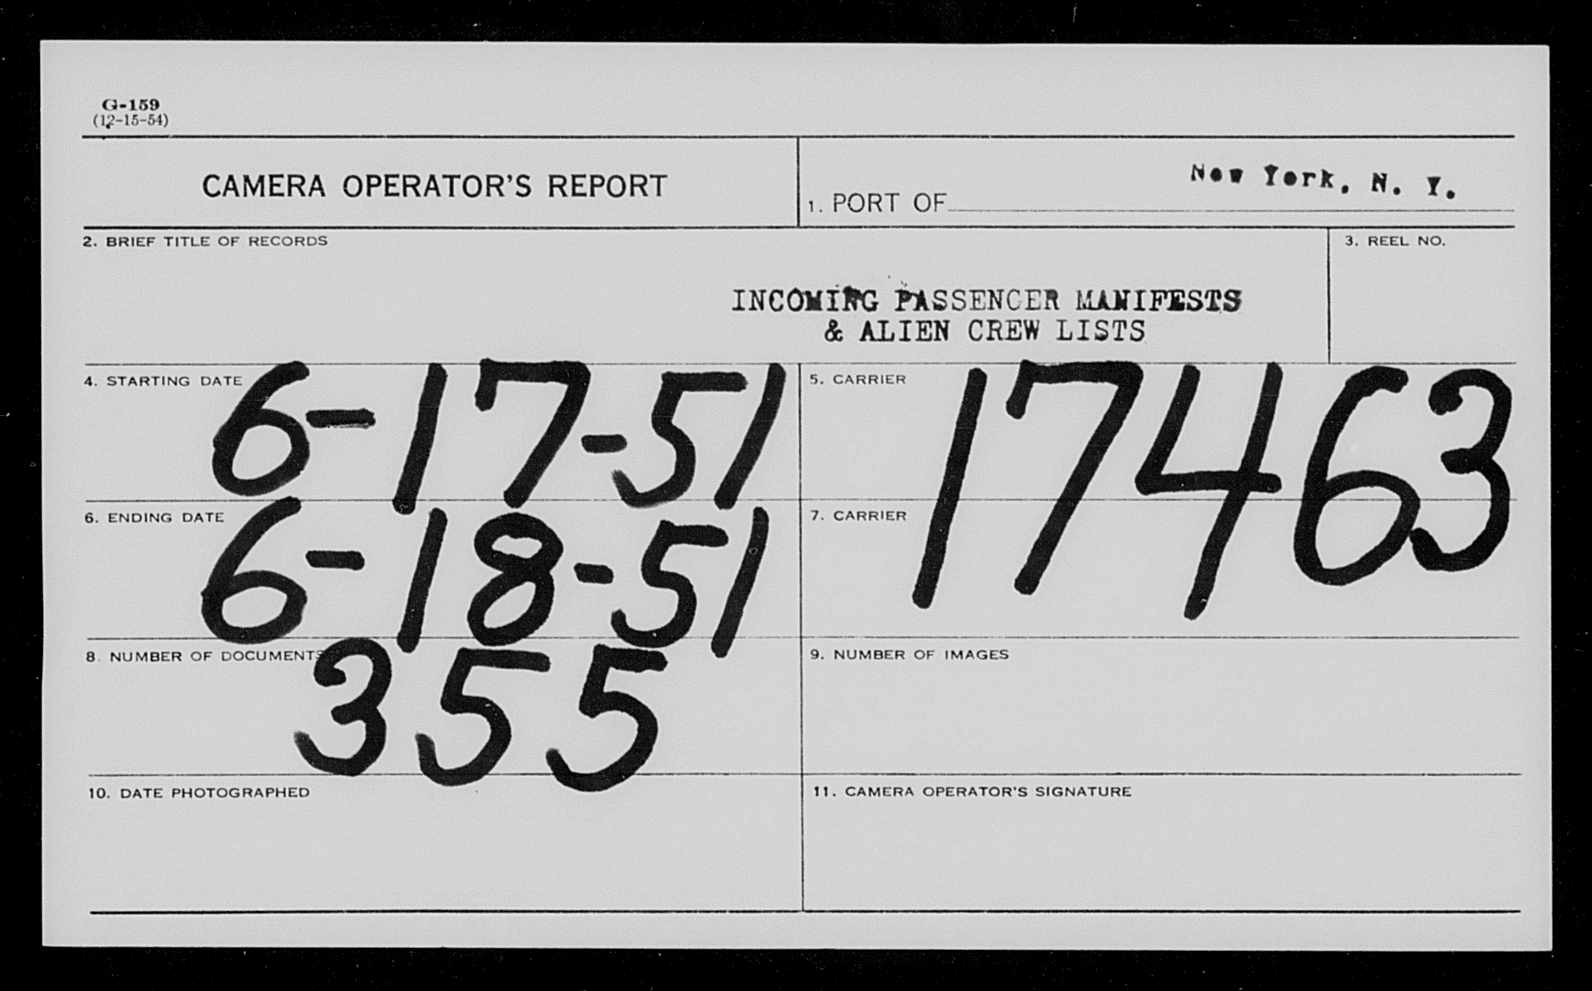 G-159
(12-15-54)
CAMERA OPERATOR'S REPORT
1. PORT OF New York, N. Y.
2. BRIEF TITLE OF RECORDS
3. REEL NO.
INCOMING PASSENGER MANIFESTS
& ALIEN CREW LISTS
4. STARTING DATE 6-17-51
5. CARRIER 17463
6. ENDING DATE 6-18-51
7. CARRIER
8. NUMBER OF DOCUMENTS 355
9. NUMBER OF IMAGES
10. DATE PHOTOGRAPHED
11. CAMERA OPERATOR'S SIGNATURE